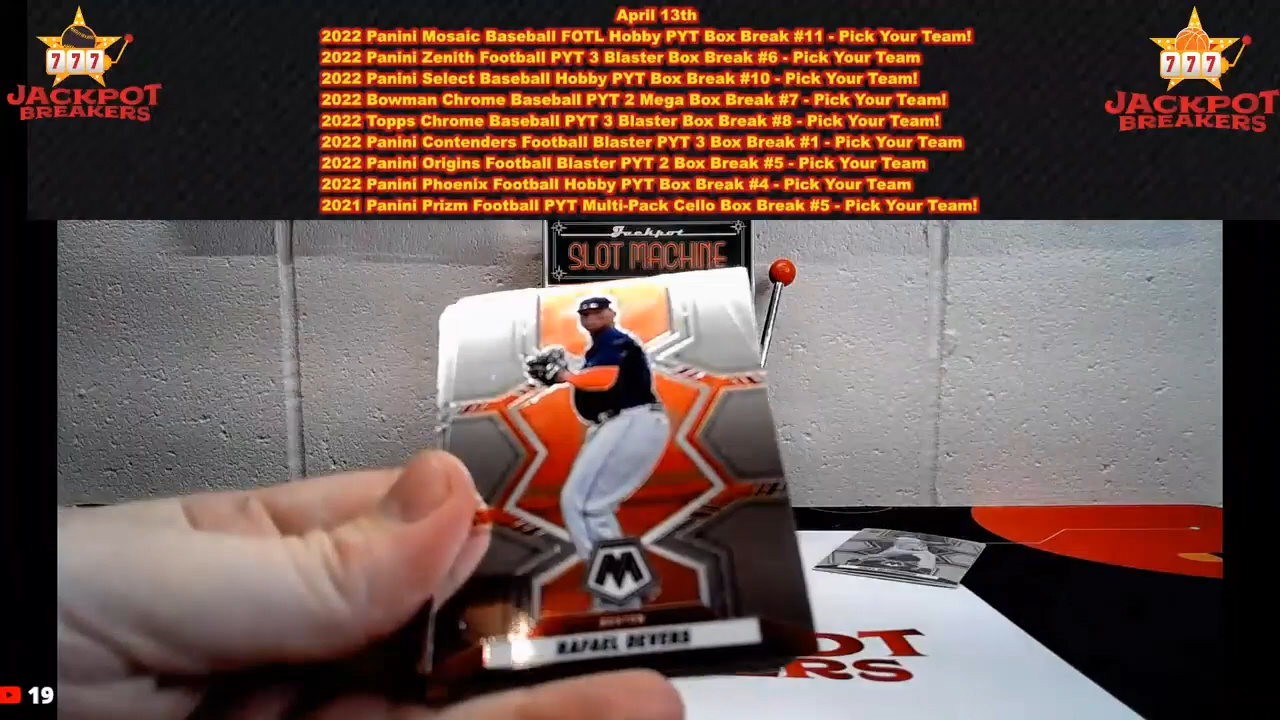 April 13th
2022 Panini Mosaic Baseball FOTL Hobby PYT Box Break #11 - Pick Your Team!
2022 Panini Zenith Football PYT 3 Blaster Box Break #6 - Pick Your Team
2022 Panini Select Baseball Hobby PYT Box Break #10 - Pick Your Team!
2022 Bowman Chrome Baseball PYT 2 Mega Box Break #7 - Pick Your Team!
2022 Topps Chrome Baseball PYT 3 Blaster Box Break #8 - Pick Your Team!
2022 Panini Contenders Football Blaster PYT 3 Box Break #1 - Pick Your Team
2022 Panini Origins Football Blaster PYT 2 Box Break #5 - Pick Your Team
2022 Panini Phoenix Football Hobby PYT Box Break #4 - Pick Your Team
2021 Panini Prizm Football PYT Multi-Pack Cello Box Break #5 - Pick Your Team!
777
JACKPOT
BREAKERS
777
JACKPOT
BREAKERS
Jackpot
SLOT MACHINE
M
RAFAEL DEVERS
OT
ERS
19